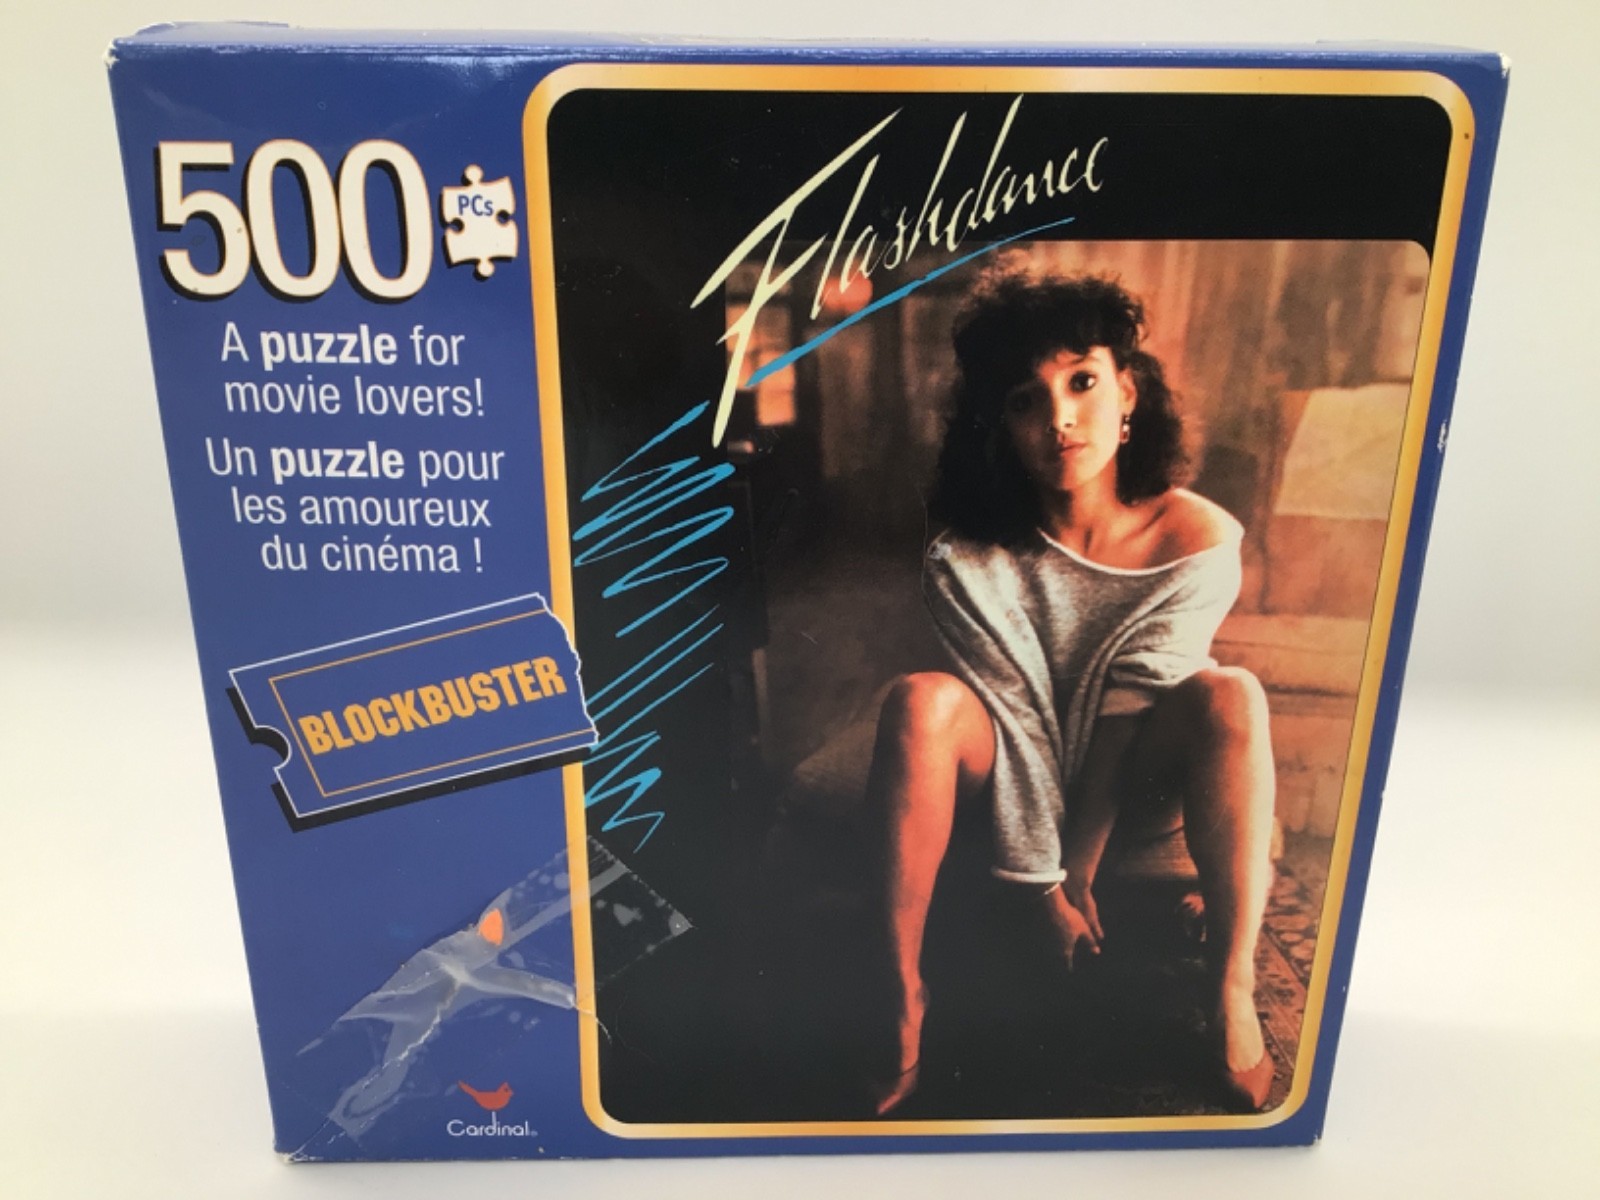 500 PCs
A puzzle for
movie lovers!
Un puzzle pour
les amoureux
du cinéma !
BLOCKBUSTER
Cardinal®
Flashdance